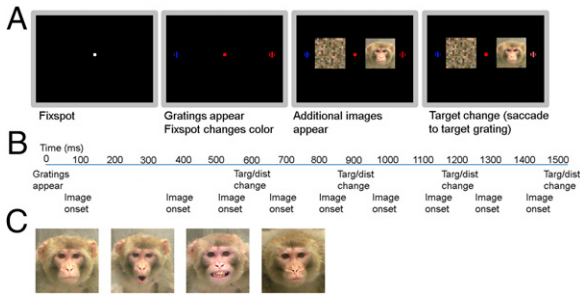 A
Fixspot
Gratings appear
Fixspot changes color
Additional images
appear
Target change (saccade
to target grating)
B
Time (ms)
0 100 200 300 400 500 600 700 800 900 1000 1100 1200 1300 1400 1500
Gratings
appear
Targ/dist
change
Targ/dist
change
Targ/dist
change
Targ/dist
change
Image
onset
Image
onset
Image
onset
Image
onset
Image
onset
Image
onset
Image
onset
Image
onset
Image
onset
C